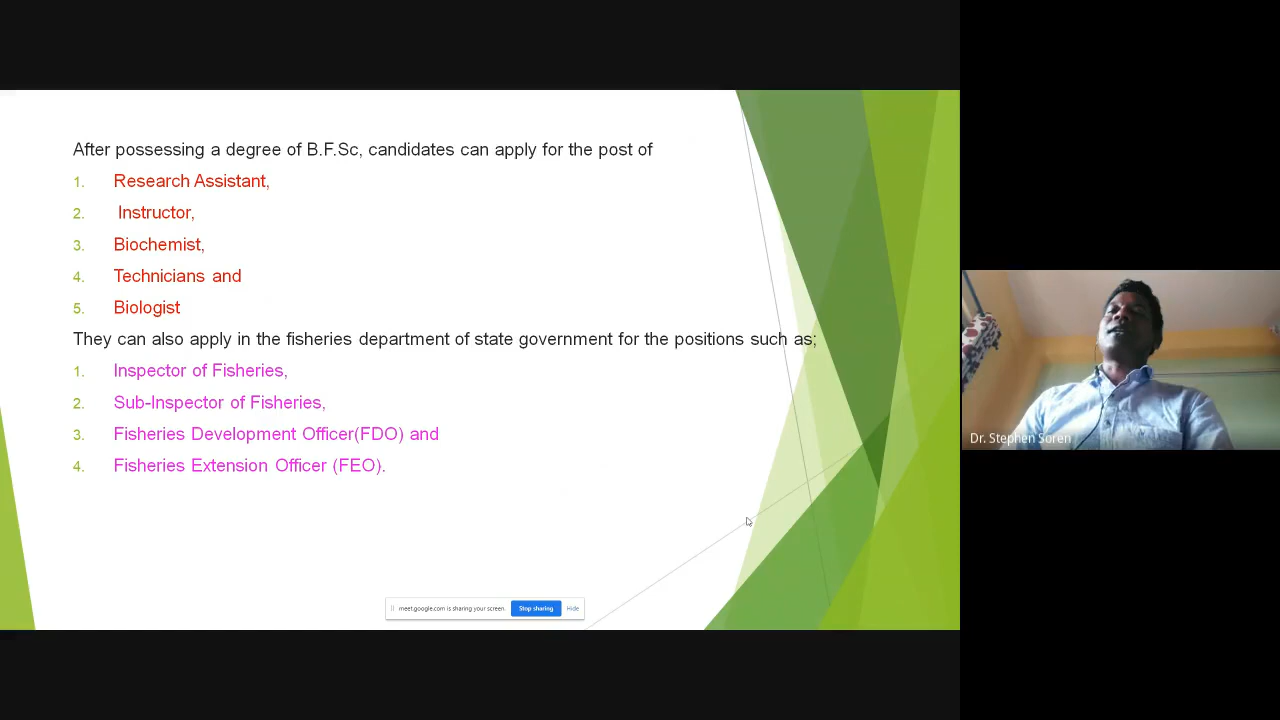 After possessing a degree of B.F.Sc, candidates can apply for the post of
1. Research Assistant,
2. Instructor,
3. Biochemist,
4. Technicians and
5. Biologist
They can also apply in the fisheries department of state government for the positions such as;
1. Inspector of Fisheries,
2. Sub-Inspector of Fisheries,
3. Fisheries Development Officer(FDO) and
4. Fisheries Extension Officer (FEO).
meet.google.com is sharing your screen. Stop sharing Hide
Dr. Stephen Soren